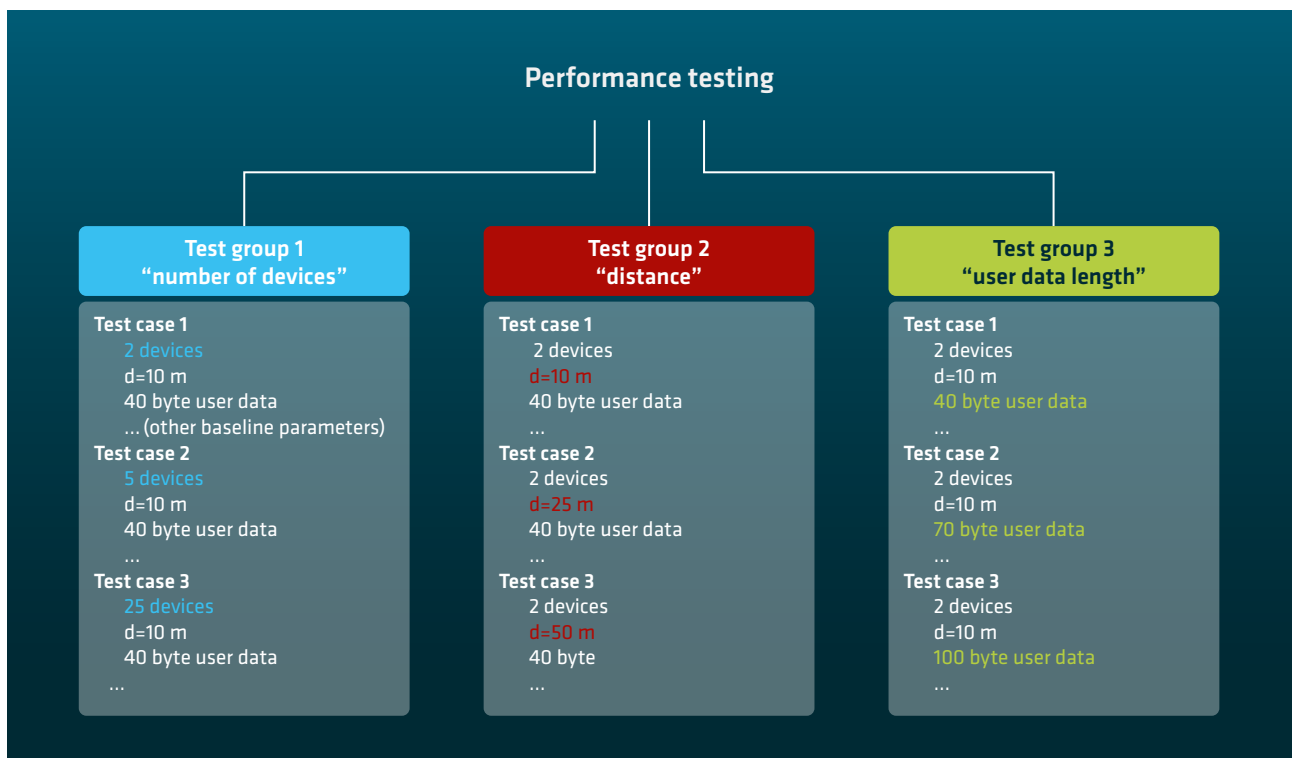 Performance testing
Test group 1
“number of devices”
Test case 1
2 devices
d=10 m
40 byte user data
... (other baseline parameters)
Test case 2
5 devices
d=10 m
40 byte user data
...
Test case 3
25 devices
d=10 m
40 byte user data
...
Test group 2
“distance”
Test case 1
2 devices
d=10 m
40 byte user data
...
Test case 2
2 devices
d=25 m
40 byte user data
...
Test case 3
2 devices
d=50 m
40 byte
...
Test group 3
“user data length”
Test case 1
2 devices
d=10 m
40 byte user data
...
Test case 2
2 devices
d=10 m
70 byte user data
...
Test case 3
2 devices
d=10 m
100 byte user data
...